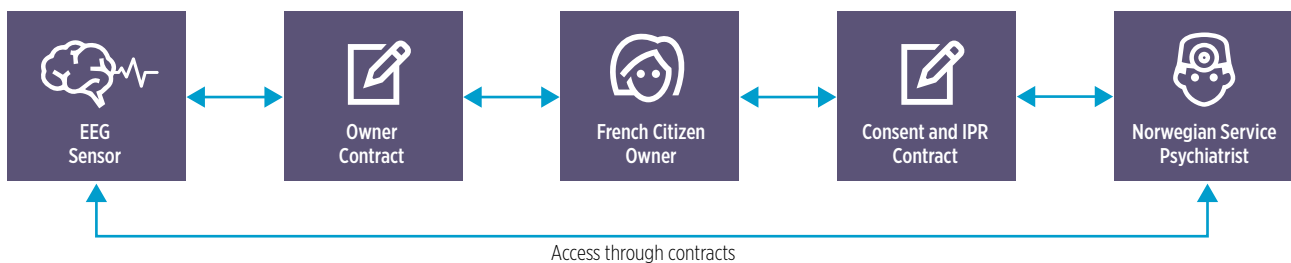 EEG
Sensor
Owner
Contract
French Citizen
Owner
Consent and IPR
Contract
Norwegian Service
Psychiatrist
Access through contracts